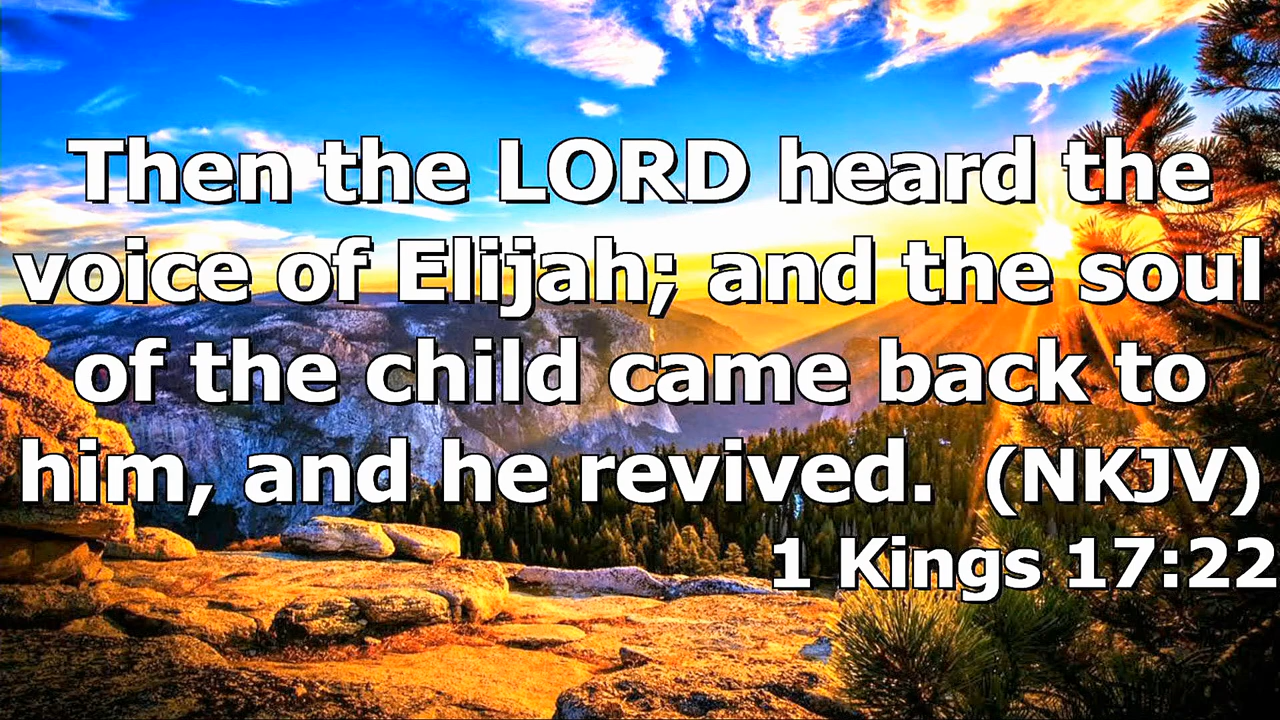 Then the LORD heard the
voice of Elijah; and the soul
of the child came back to
him, and he revived. (NKJV)
1 Kings 17:22